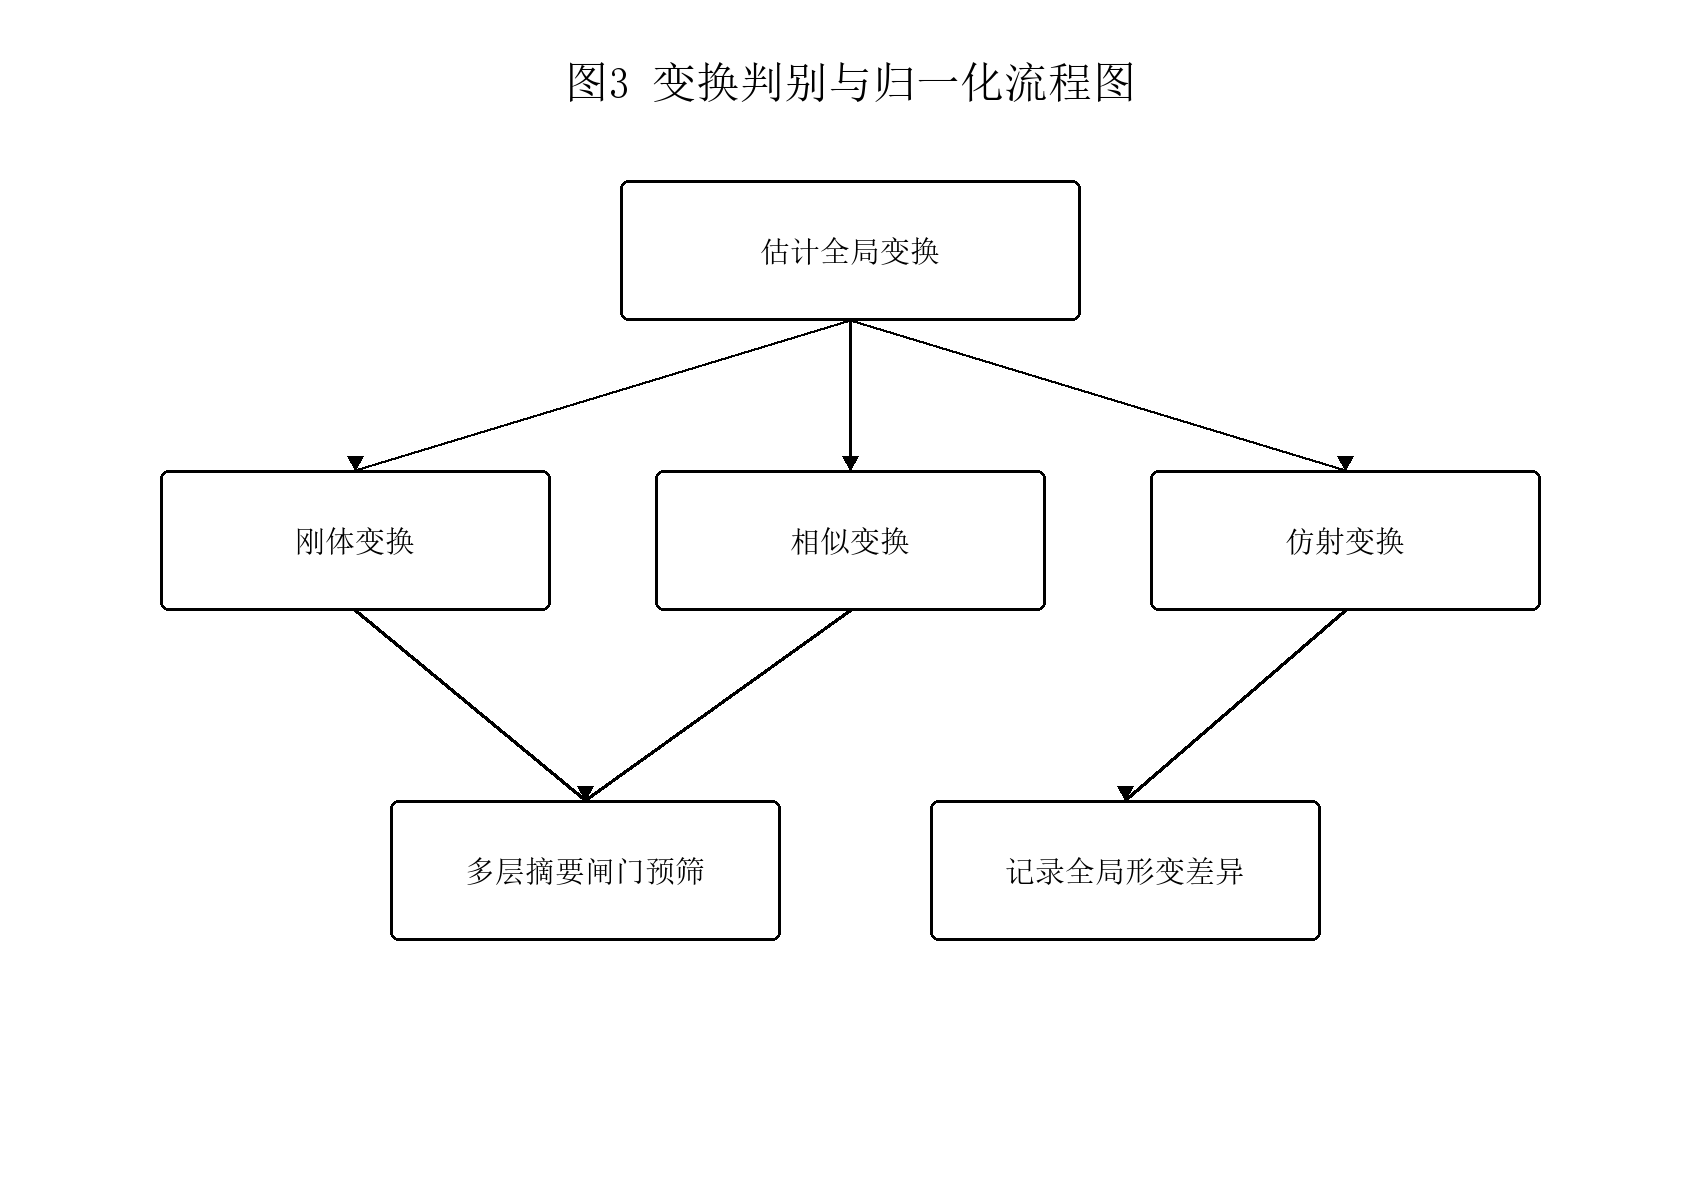 图3 变换判别与归一化流程图
估计全局变换
刚体变换
相似变换
仿射变换
多层摘要闸门预筛
记录全局形变差异